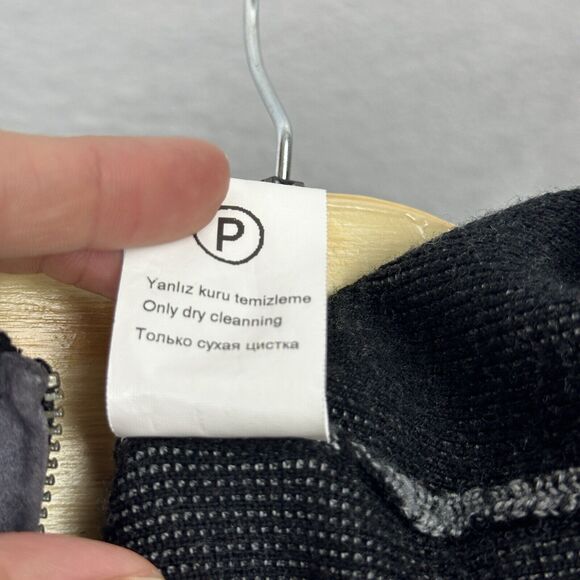 P
Yanlız kuru temizleme
Only dry cleanning
Только сухая цистка